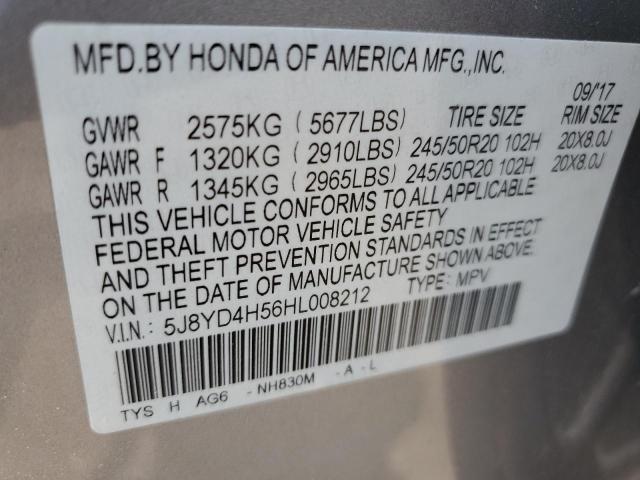 MFD.BY HONDA OF AMERICA MFG.,INC.
09/'17
GVWR 2575KG (5677LBS) TIRE SIZE RIM SIZE
GAWR F 1320KG (2910LBS) 245/50R20 102H 20X8.0J
GAWR R 1345KG (2965LBS) 245/50R20 102H 20X8.0J
THIS VEHICLE CONFORMS TO ALL APPLICABLE
FEDERAL MOTOR VEHICLE SAFETY
AND THEFT PREVENTION STANDARDS IN EFFECT
ON THE DATE OF MANUFACTURE SHOWN ABOVE.
V.I.N.: 5J8YD4H56HL008212 TYPE: MPV
TYS H AG6 -NH830M -A-L